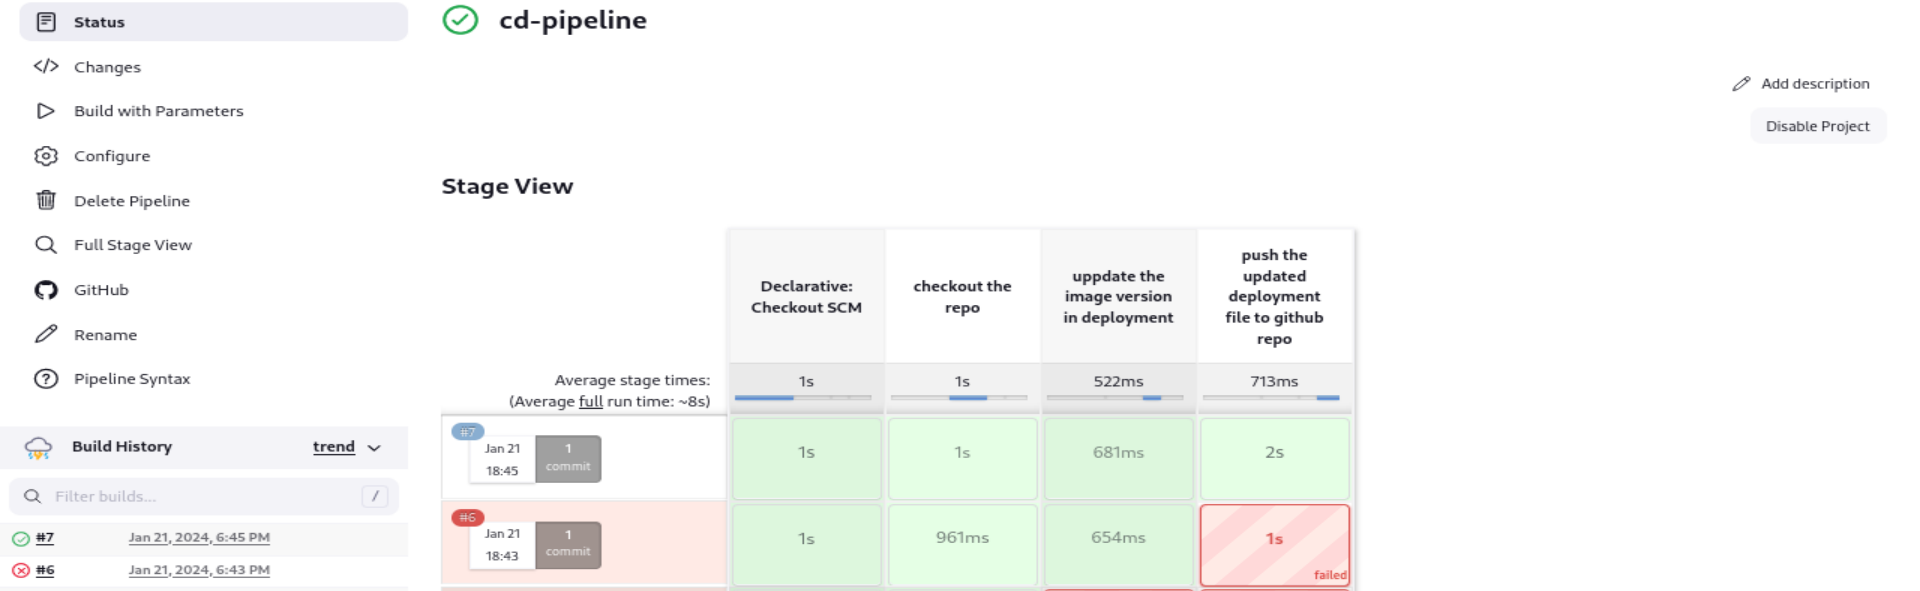 Status
Changes
Build with Parameters
Configure
Delete Pipeline
Full Stage View
GitHub
Rename
Pipeline Syntax
Build History
trend
Filter builds...
/
#7
Jan 21, 2024, 6:45 PM
#6
Jan 21, 2024, 6:43 PM
cd-pipeline
Add description
Disable Project
Stage View
Declarative:
Checkout SCM
checkout the
repo
uppdate the
image version
in deployment
push the
updated
deployment
file to github
repo
Average stage times:
(Average full run time: ~8s)
1s
1s
522ms
713ms
#7
Jan 21
18:45
1
commit
1s
1s
681ms
2s
#6
Jan 21
18:43
1
commit
1s
961ms
654ms
1s
failed